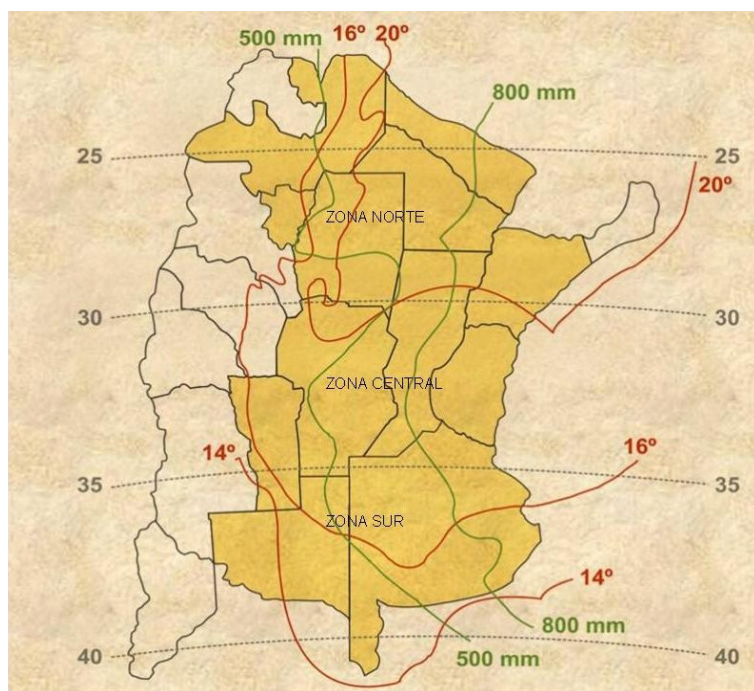 500 mm 16º 20º
800 mm
25 25
20º
ZONA NORTE
30 30
ZONA CENTRAL
14º 16º
35 35
ZONA SUR
14º
800 mm
40 500 mm 40